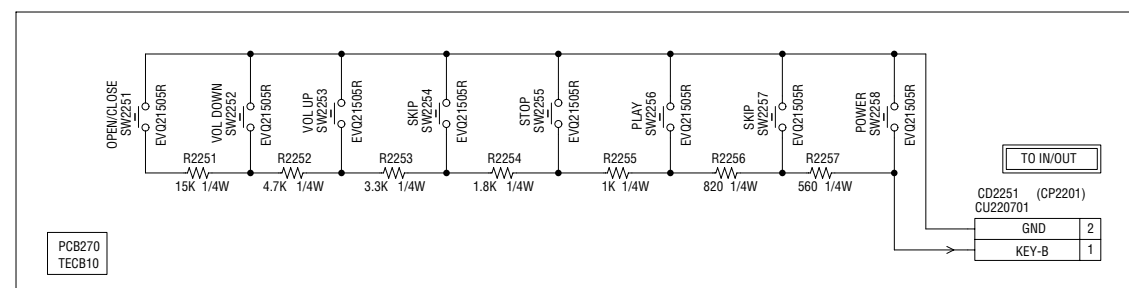 OPEN/CLOSE
SW2251
EVQ21505R
VOL DOWN
SW2252
EVQ21505R
VOL UP
SW2253
EVQ21505R
SKIP
SW2254
EVQ21505R
STOP
SW2255
EVQ21505R
PLAY
SW2256
EVQ21505R
SKIP
SW2257
EVQ21505R
POWER
SW2258
EVQ21505R
R2251
15K 1/4W
R2252
4.7K 1/4W
R2253
3.3K 1/4W
R2254
1.8K 1/4W
R2255
1K 1/4W
R2256
820 1/4W
R2257
560 1/4W
TO IN/OUT
CD2251 (CP2201)
CU220701
GND 2
KEY-B 1
PCB270
TECB10